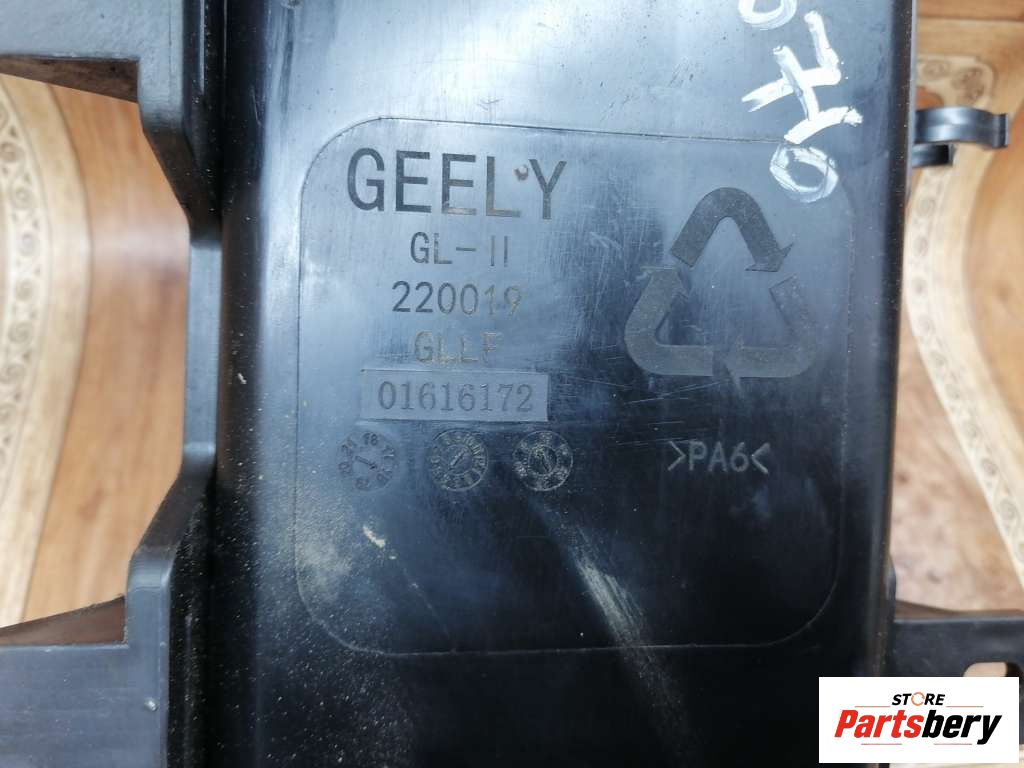 GEELY
GL-II
220019
GLLF
01616172
>PA6<
STORE
Partsbery